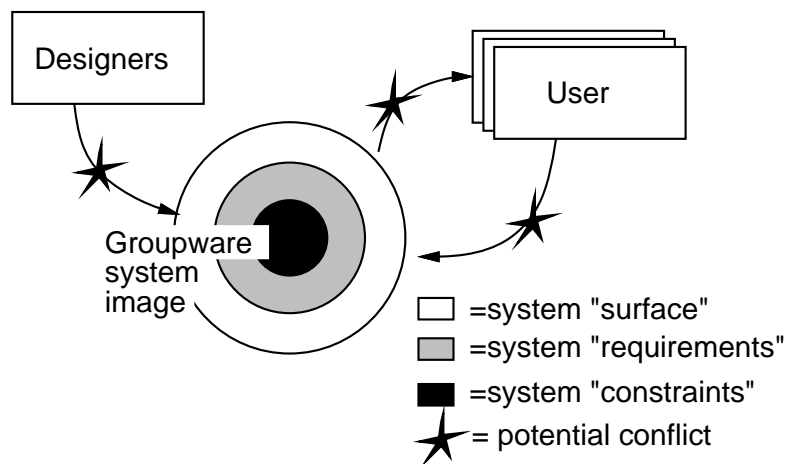 Designers
User
Groupware
system
image
=system "surface"
=system "requirements"
=system "constraints"
= potential conflict